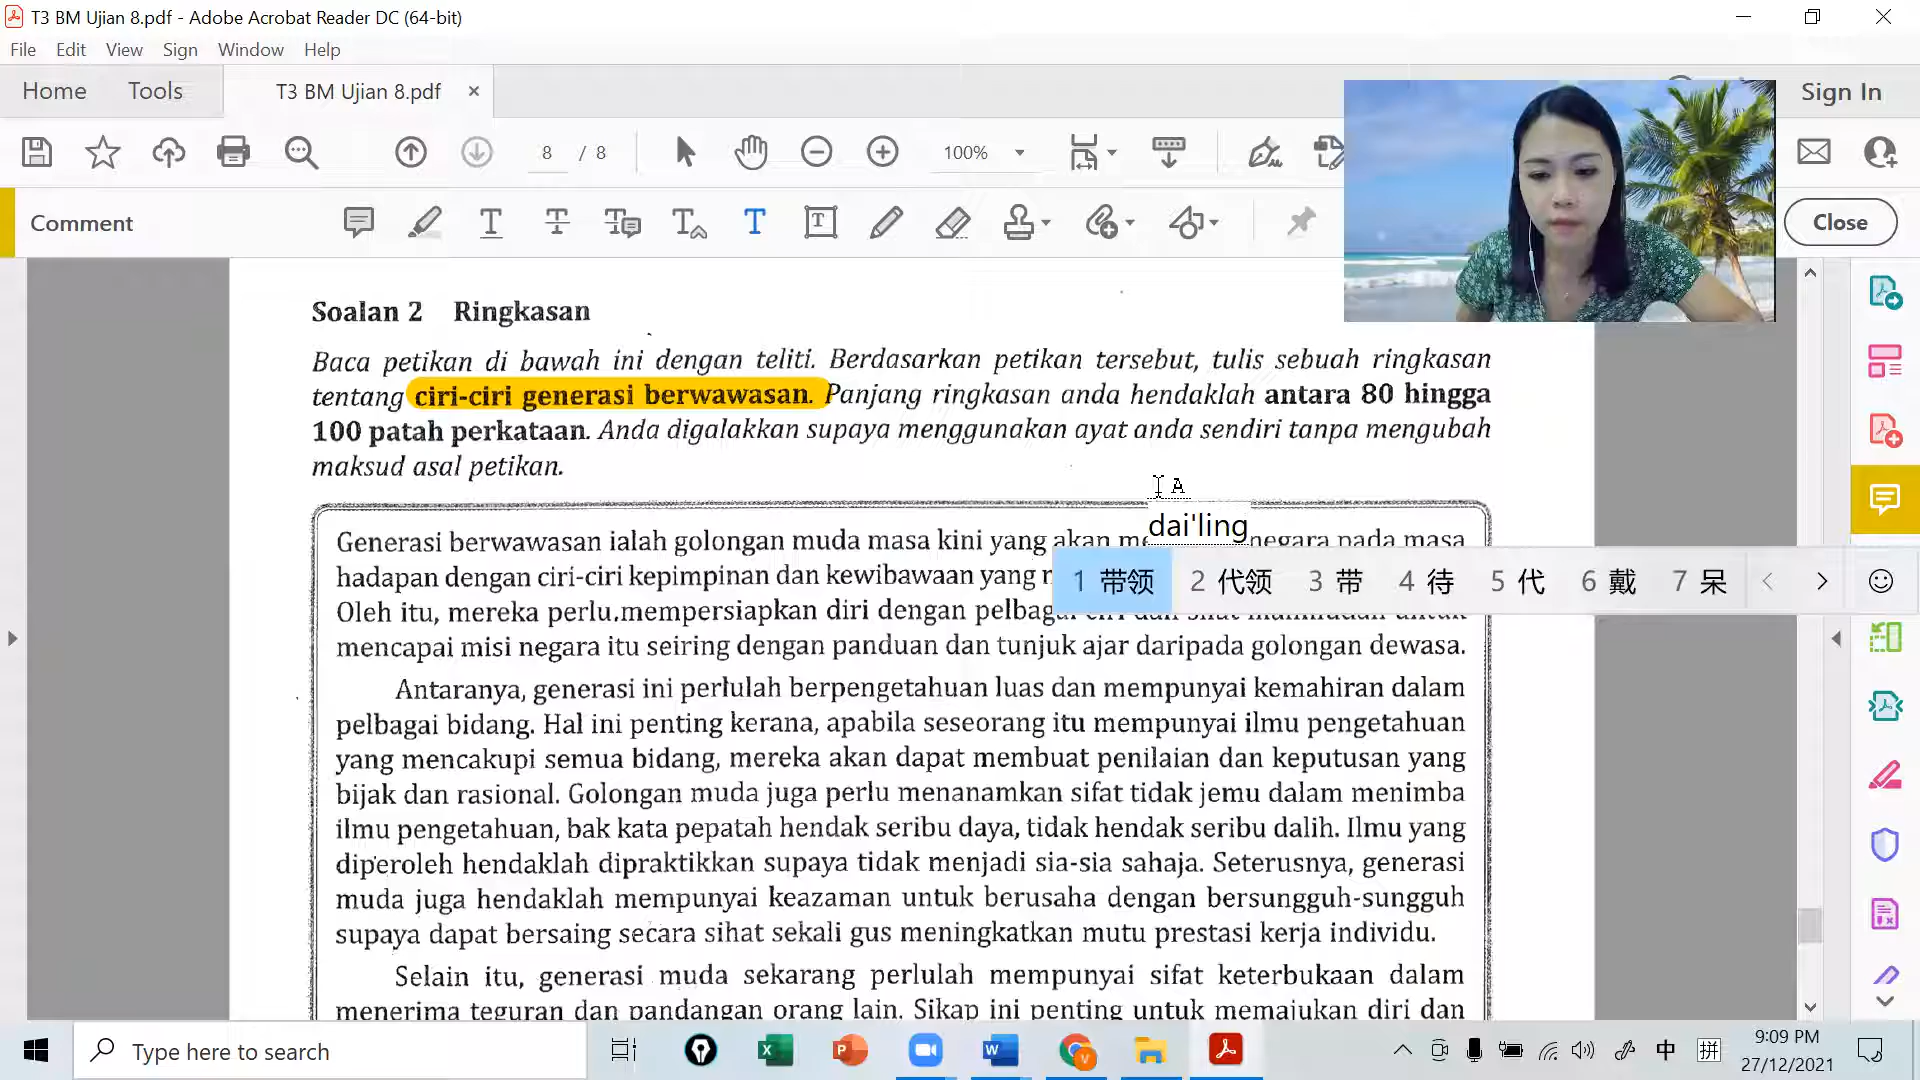 T3 BM Ujian 8.pdf - Adobe Acrobat Reader DC (64-bit)
File Edit View Sign Window Help
Home Tools T3 BM Ujian 8.pdf × Sign In
8 / 8 100%
Comment Close
Soalan 2 Ringkasan
Baca petikan di bawah ini dengan teliti. Berdasarkan petikan tersebut, tulis sebuah ringkasan
tentang ciri-ciri generasi berwawasan. Panjang ringkasan anda hendaklah antara 80 hingga
100 patah perkataan. Anda digalakkan supaya menggunakan ayat anda sendiri tanpa mengubah
maksud asal petikan.
dai'ling
1 带领 2 代领 3 带 4 待 5 代 6 戴 7 呆
Generasi berwawasan ialah golongan muda masa kini yang akan negara pada masa
hadapan dengan ciri-ciri kepimpinan dan kewibawaan yang
Oleh itu, mereka perlu mempersiapkan diri dengan
mencapai misi negara itu seiring dengan panduan dan tunjuk ajar daripada golongan dewasa.
Antaranya, generasi ini perlulah berpengetahuan luas dan mempunyai kemahiran dalam
pelbagai bidang. Hal ini penting kerana, apabila seseorang itu mempunyai ilmu pengetahuan
yang mencakupi semua bidang, mereka akan dapat membuat penilaian dan keputusan yang
bijak dan rasional. Golongan muda juga perlu menanamkan sifat tidak jemu dalam menimba
ilmu pengetahuan, bak kata pepatah hendak seribu daya, tidak hendak seribu dalih. Ilmu yang
diperoleh hendaklah dipraktikkan supaya tidak menjadi sia-sia sahaja. Seterusnya, generasi
muda juga hendaklah mempunyai keazaman untuk berusaha dengan bersungguh-sungguh
supaya dapat bersaing secara sihat sekali gus meningkatkan mutu prestasi kerja individu.
Selain itu, generasi muda sekarang perlulah mempunyai sifat keterbukaan dalam
menerima teguran dan pandangan orang lain. Sikap ini penting untuk memajukan diri dan
Type here to search
中 拼
9:09 PM
27/12/2021